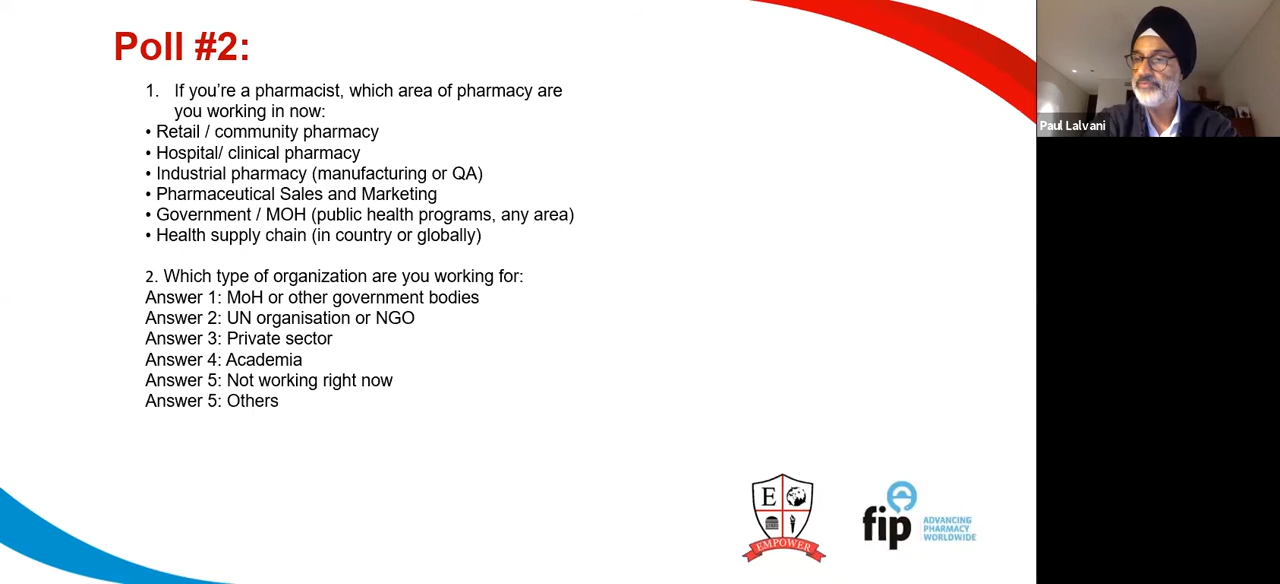 Poll #2:
1. If you're a pharmacist, which area of pharmacy are
you working in now:
• Retail / community pharmacy
• Hospital/ clinical pharmacy
• Industrial pharmacy (manufacturing or QA)
• Pharmaceutical Sales and Marketing
• Government / MOH (public health programs, any area)
• Health supply chain (in country or globally)
2. Which type of organization are you working for:
Answer 1: MoH or other government bodies
Answer 2: UN organisation or NGO
Answer 3: Private sector
Answer 4: Academia
Answer 5: Not working right now
Answer 5: Others
E
EMPOWER
fip
ADVANCING
PHARMACY
WORLDWIDE
Paul Lalvani